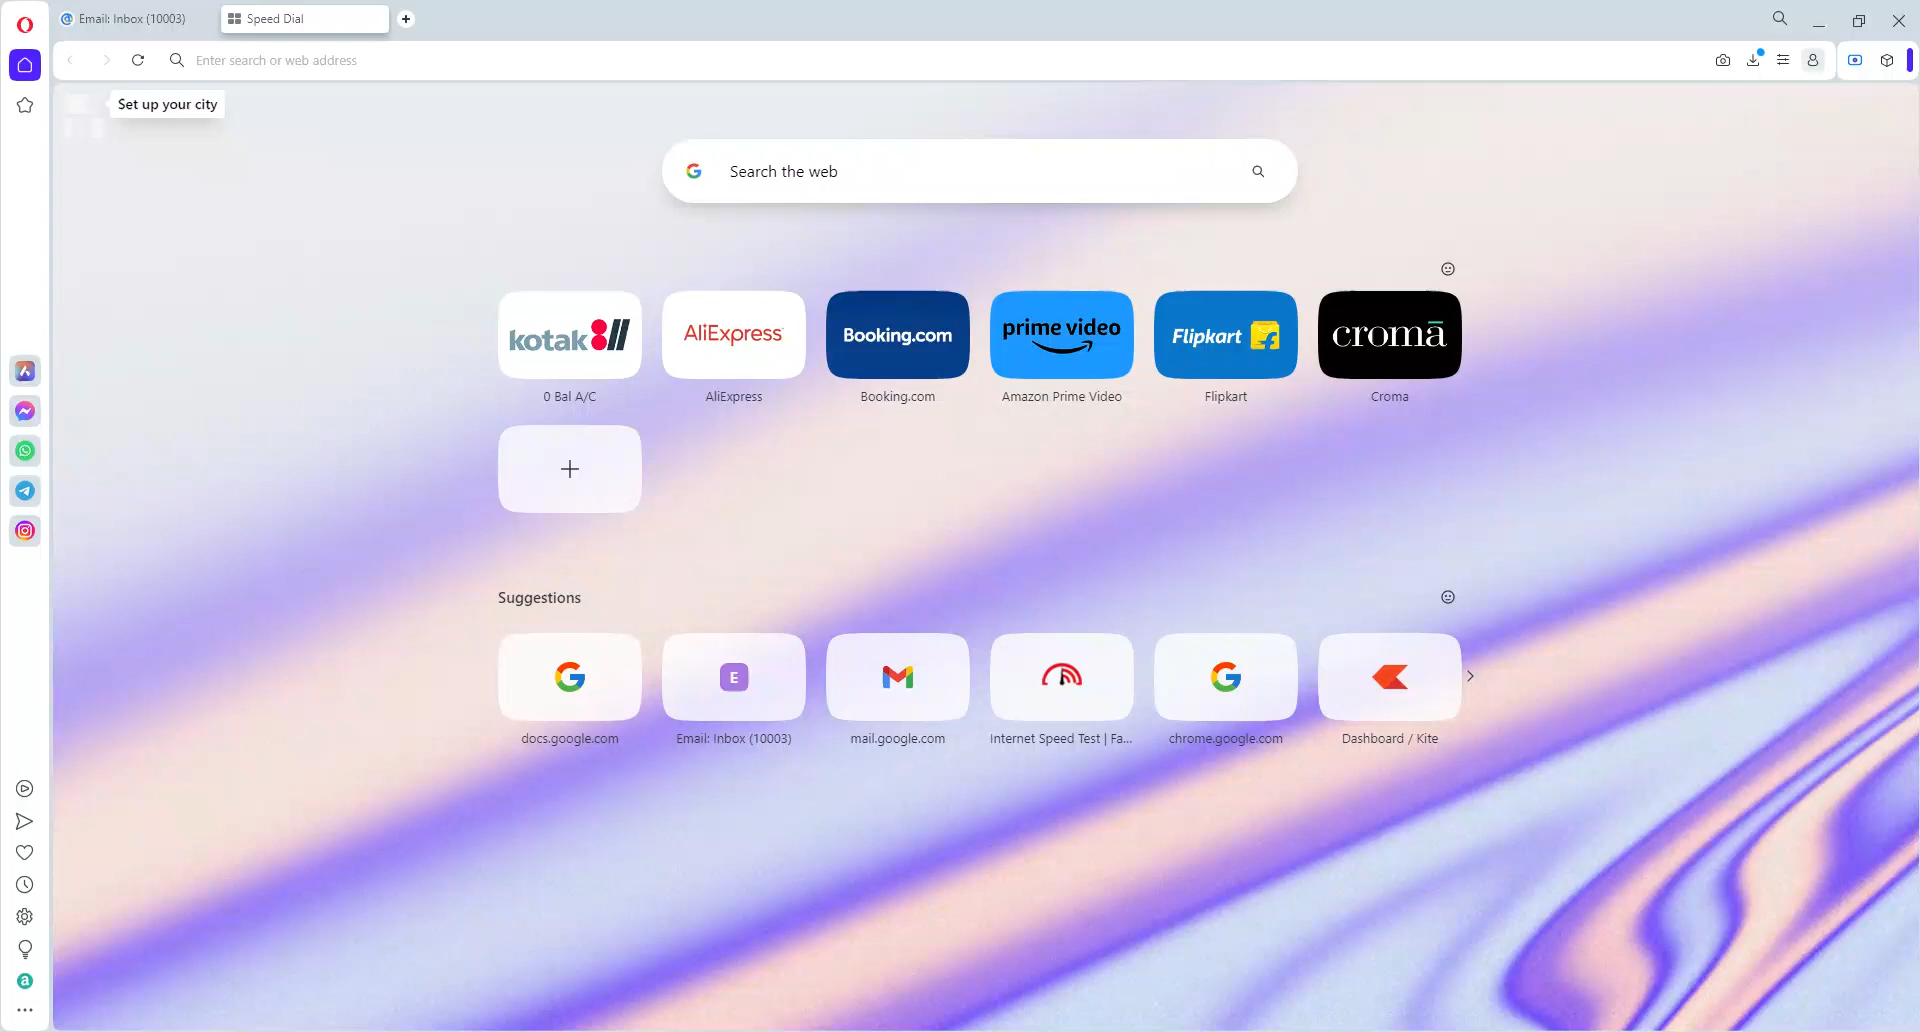 Email: Inbox (10003)
Speed Dial
Enter search or web address
Set up your city
Search the web
kotak
AliExpress
Booking.com
prime video
Flipkart
cromā
0 Bal A/C
AliExpress
Booking.com
Amazon Prime Video
Flipkart
Croma
Suggestions
E
docs.google.com
Email: Inbox (10003)
mail.google.com
Internet Speed Test | Fa...
chrome.google.com
Dashboard / Kite
a